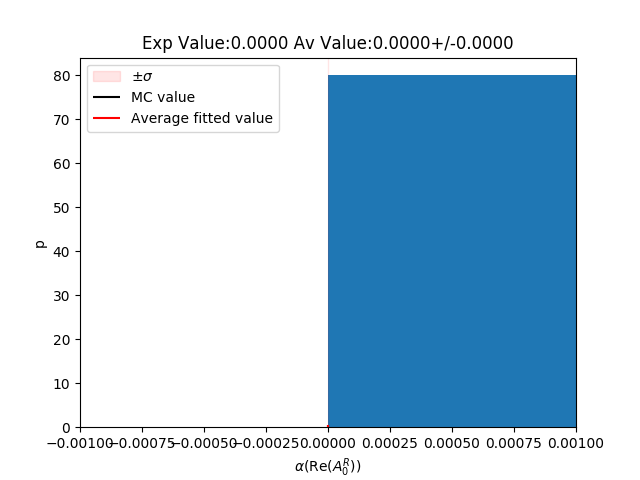 Exp Value:0.0000 Av Value:0.0000+/-0.0000
±σ
MC value
Average fitted value
p
80
70
60
50
40
30
20
10
0
−0.00100 −0.00075 −0.00050 −0.00025 0.00000 0.00025 0.00050 0.00075 0.00100
α(Re(A₀ᴿ))